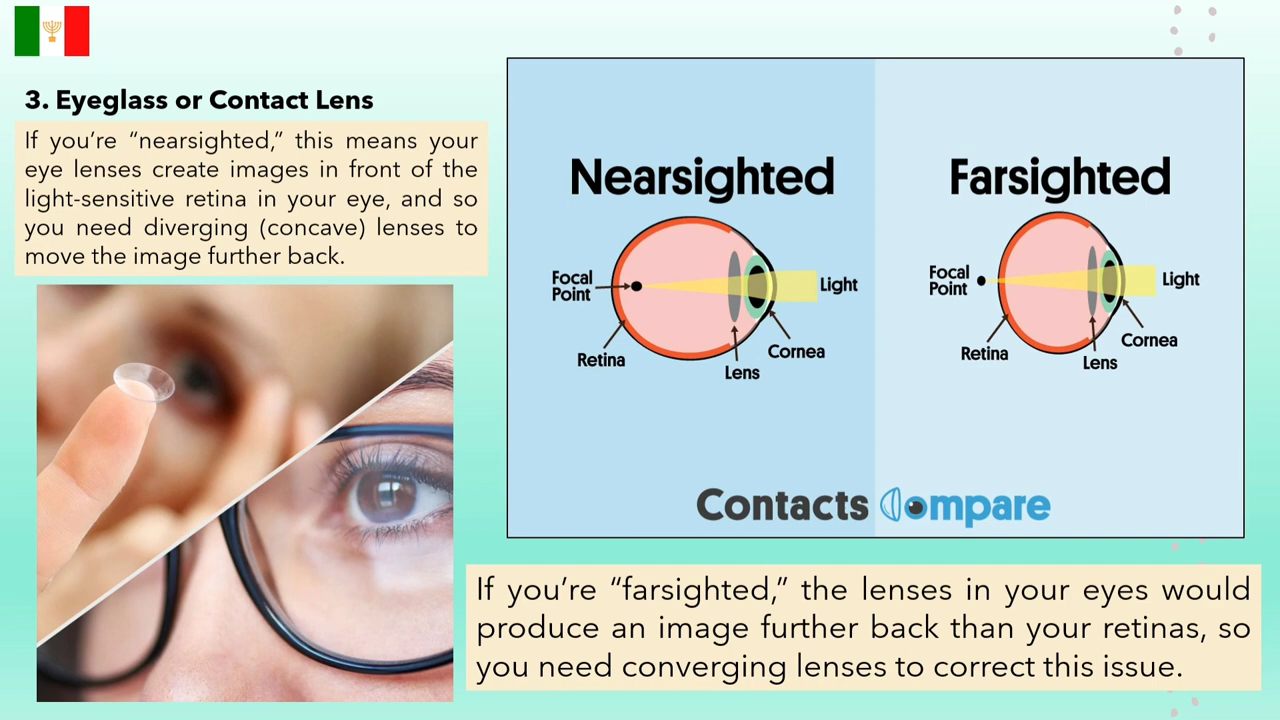 3. Eyeglass or Contact Lens
If you’re “nearsighted,” this means your
eye lenses create images in front of the
light-sensitive retina in your eye, and so
you need diverging (concave) lenses to
move the image further back.
Nearsighted
Focal
Point
Light
Retina
Lens
Cornea
Farsighted
Focal
Point
Light
Retina
Lens
Cornea
Contacts Compare
If you’re “farsighted,” the lenses in your eyes would
produce an image further back than your retinas, so
you need converging lenses to correct this issue.